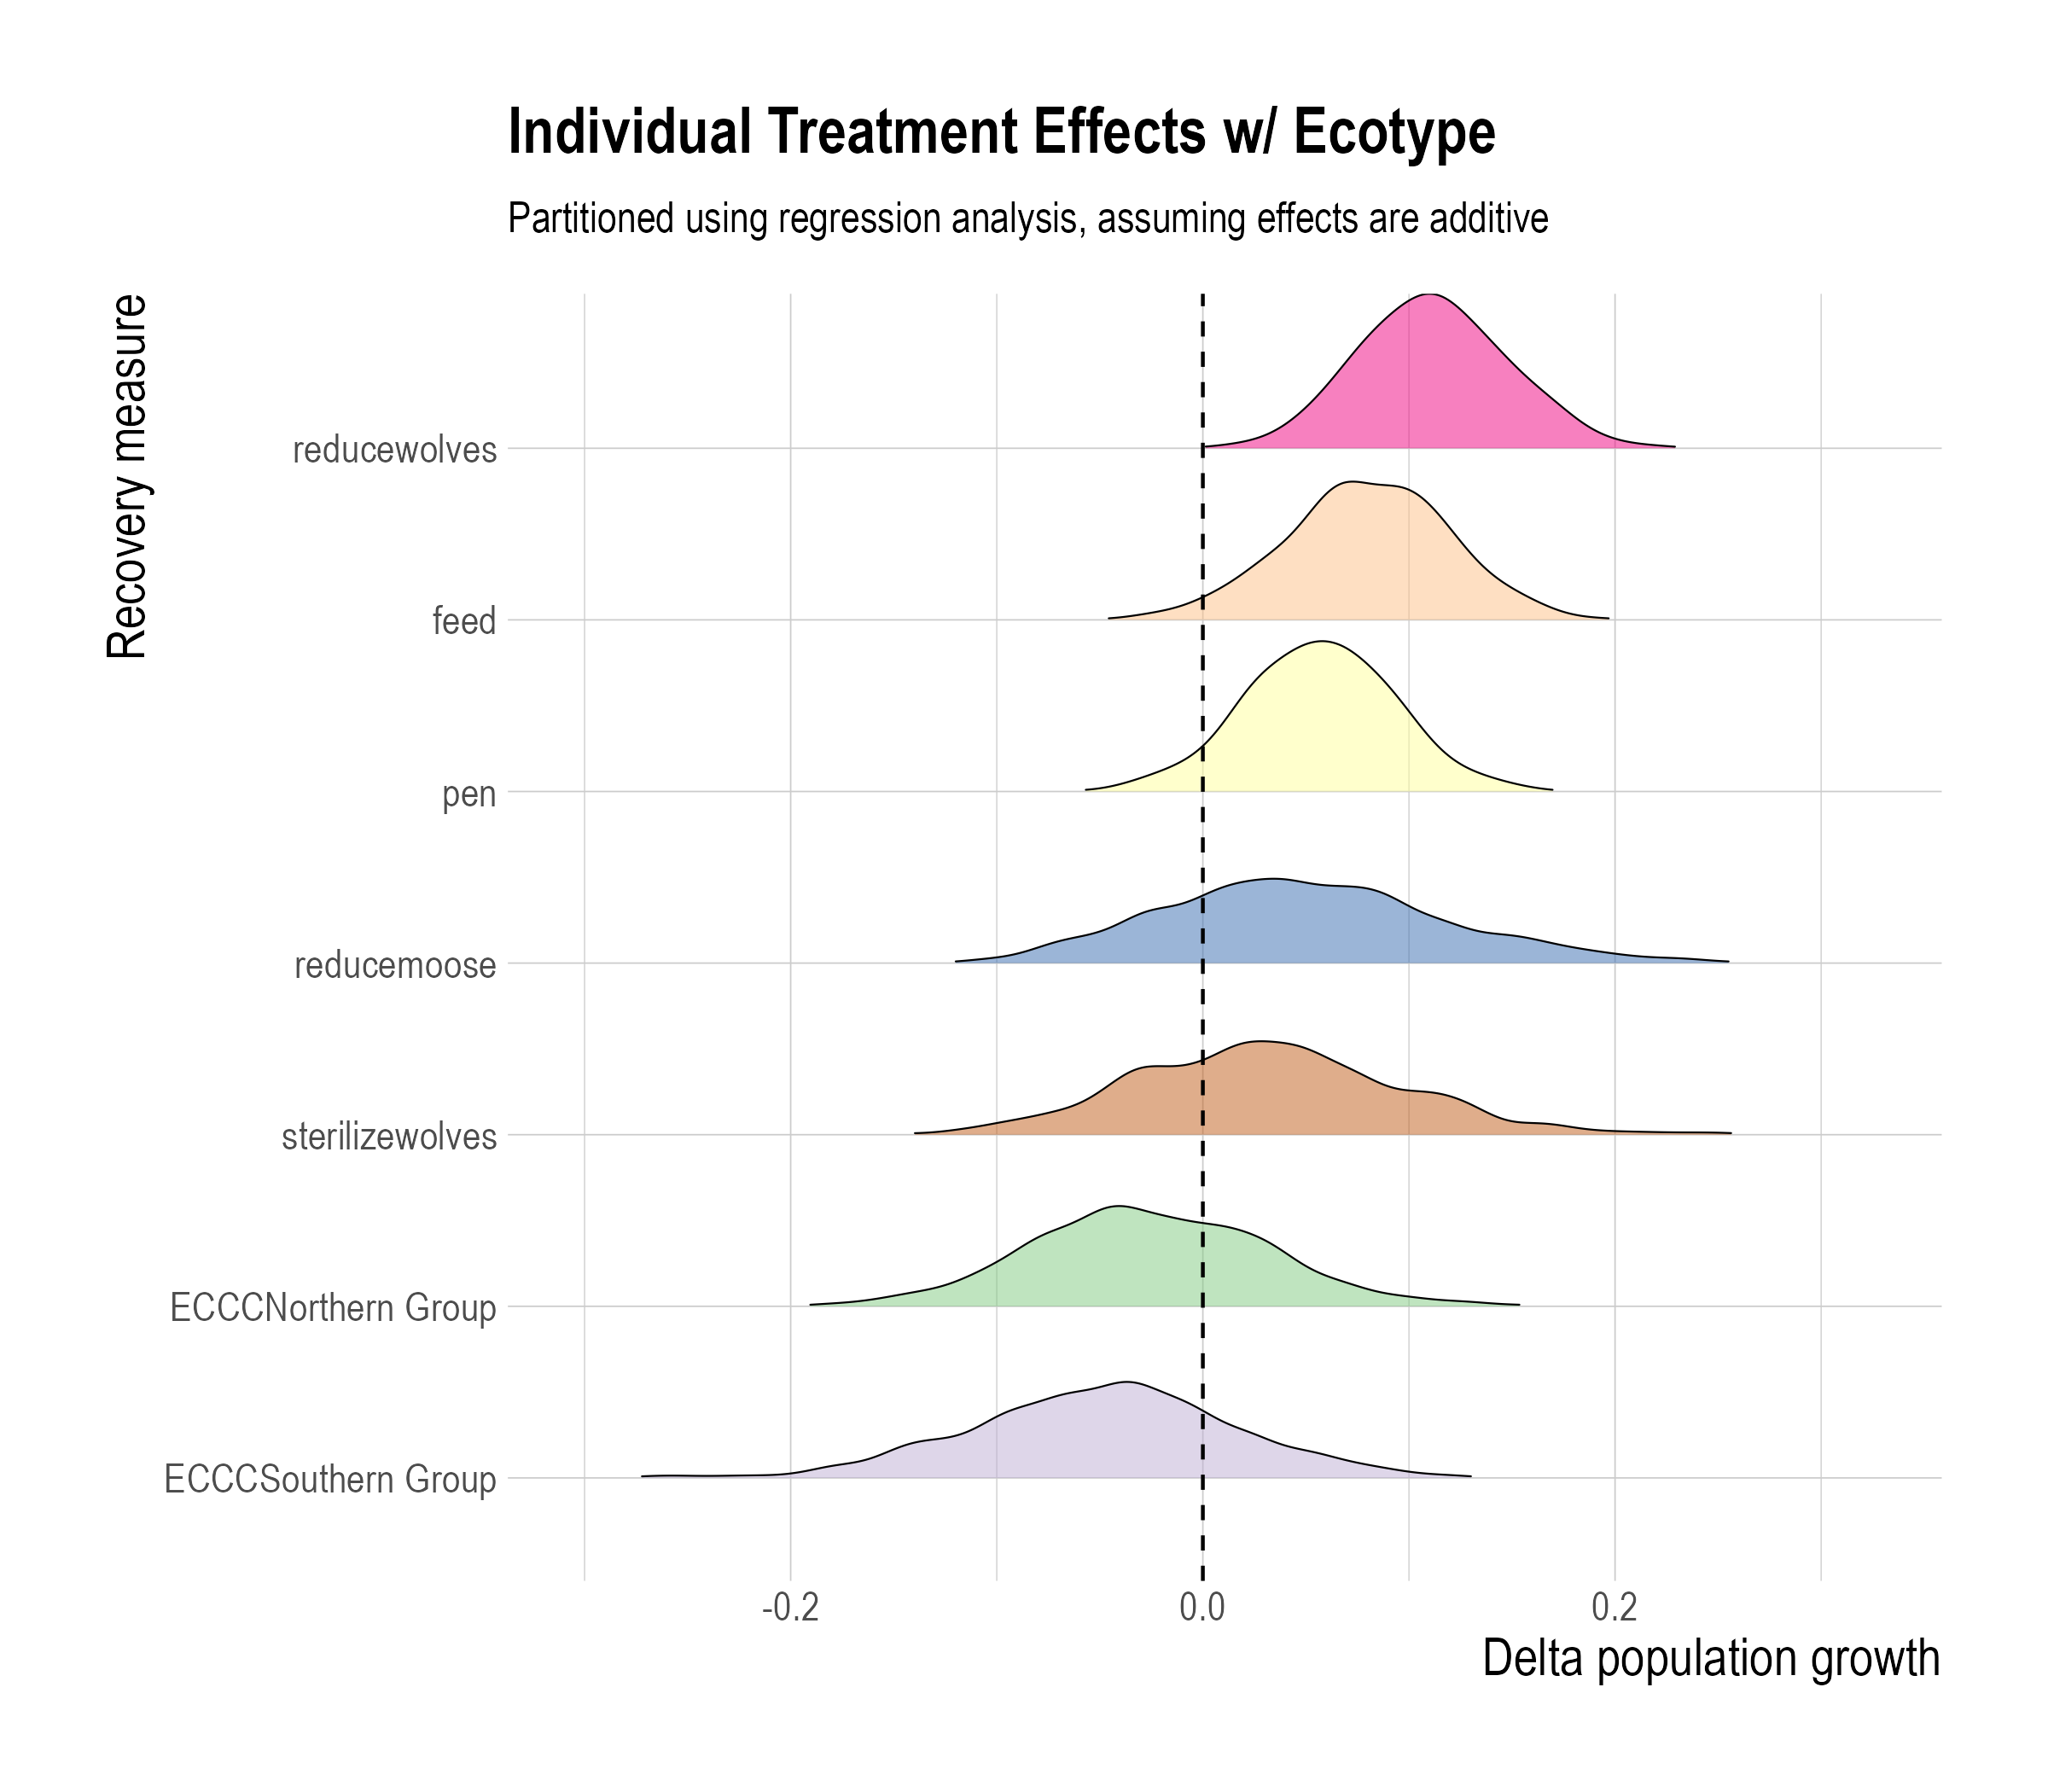 Individual Treatment Effects w/ Ecotype
Partitioned using regression analysis, assuming effects are additive
Recovery measure
reducewolves
feed
pen
reducemoose
sterilizewolves
ECCCNorthern Group
ECCCSouthern Group
-0.2
0.0
0.2
Delta population growth